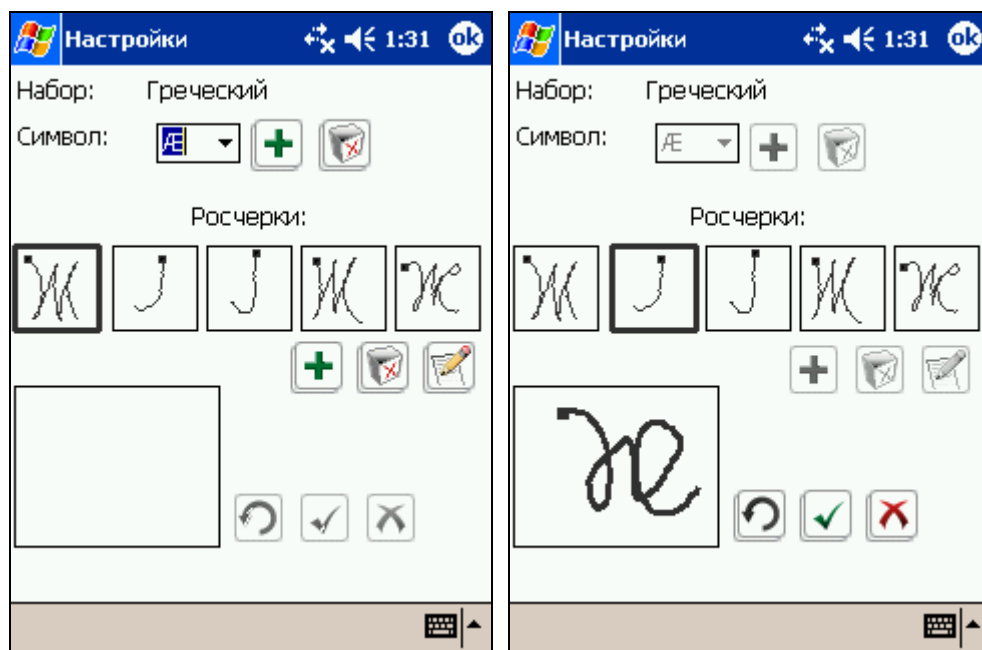 Настройки 1:31 ok
Набор: Греческий
Символ: Æ
Росчерки:
Настройки 1:31 ok
Набор: Греческий
Символ: Æ
Росчерки: